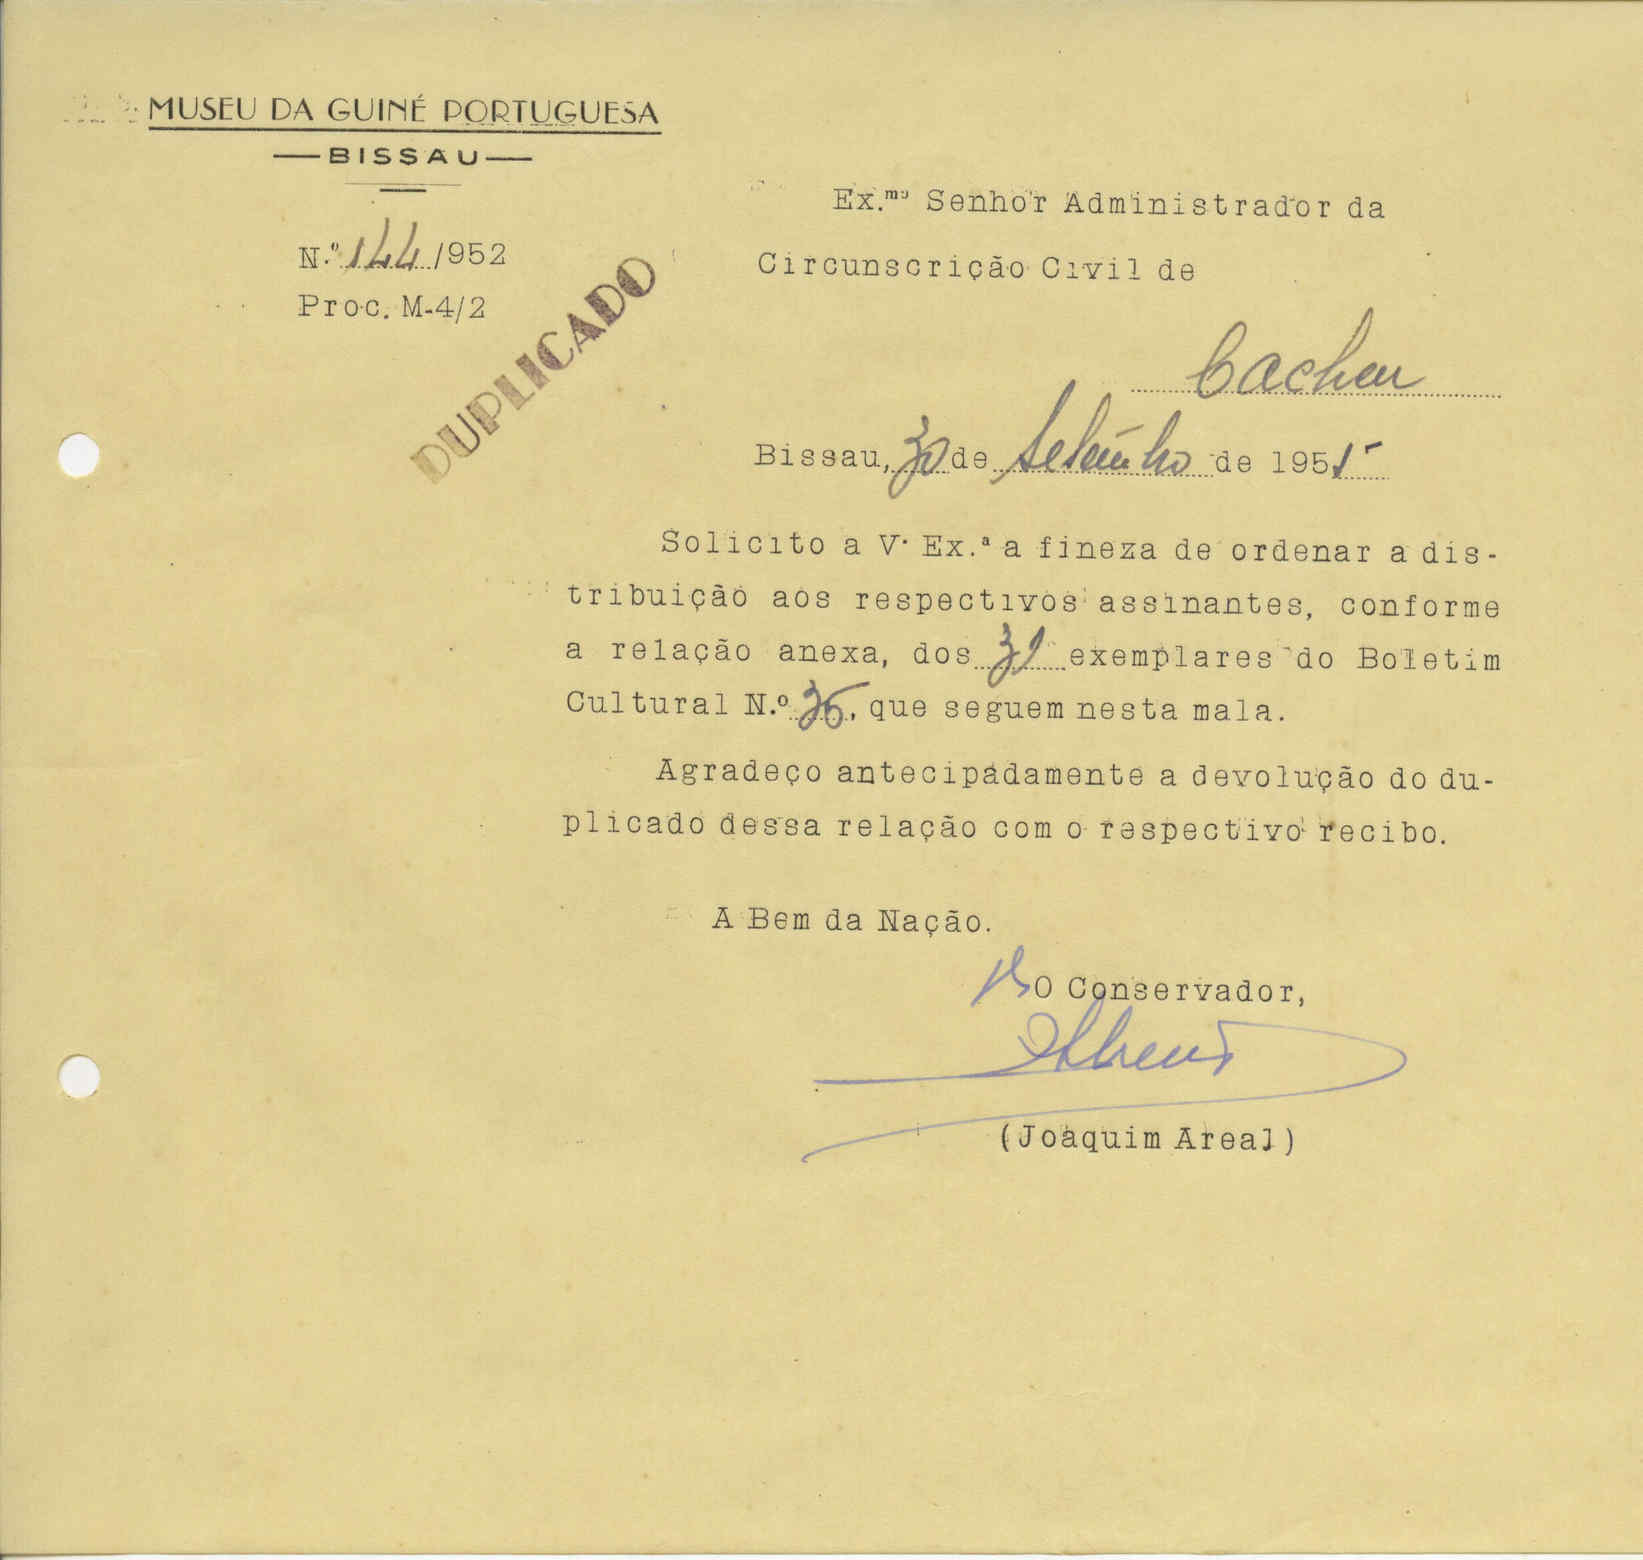 MUSEU DA GUINÉ PORTUGUESA
—BISSAU—
N.º 144/952
Proc. M-4/2
DUPLICADO
Ex.mo Senhor Administrador da
Circunscrição Civil de
Cacheu
Bissau, 30 de Setembro de 195
Solicito a V. Ex.ª a fineza de ordenar a dis-
tribuição aos respectivos assinantes, conforme
a relação anexa, dos 31 exemplares do Boletim
Cultural N.º 36, que seguem nesta mala.
Agradeço antecipadamente a devolução do du-
plicado dessa relação com o respectivo recibo.
A Bem da Nação.
O Conservador,
(Joaquim Areal)